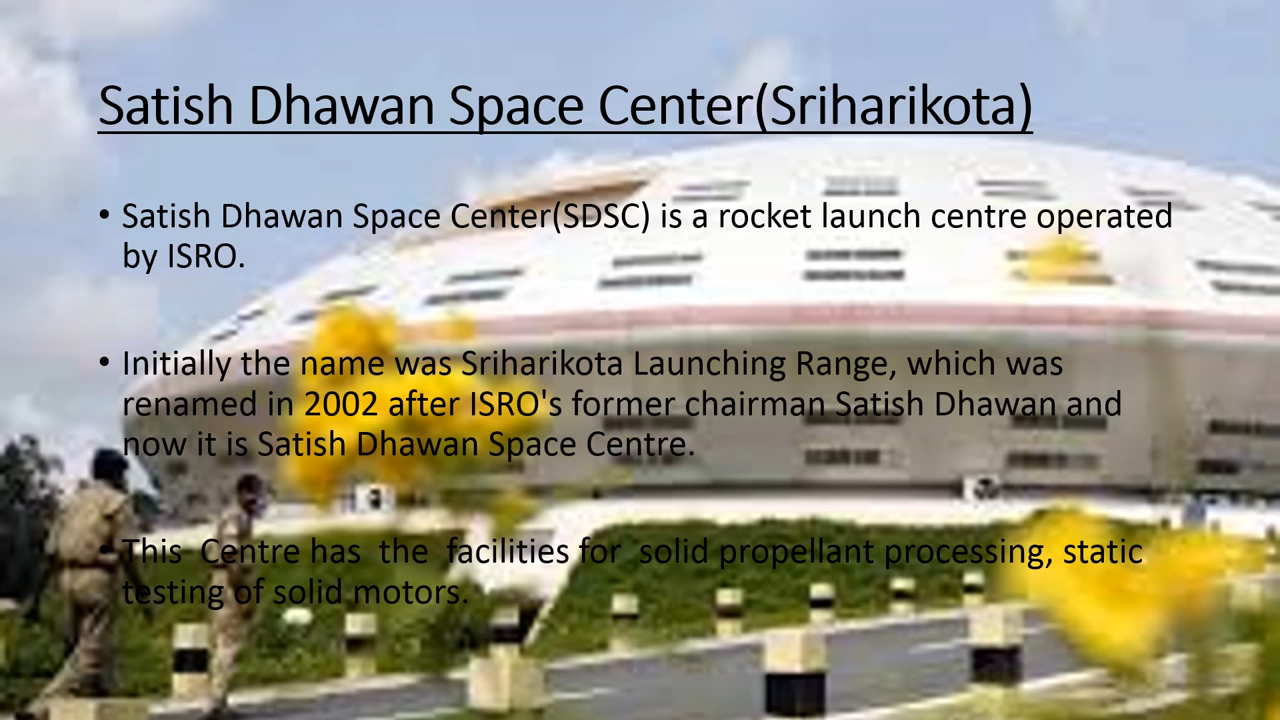 Satish Dhawan Space Center(Sriharikota)
• Satish Dhawan Space Center(SDSC) is a rocket launch centre operated
by ISRO.
• Initially the name was Sriharikota Launching Range, which was
renamed in 2002 after ISRO's former chairman Satish Dhawan and
now it is Satish Dhawan Space Centre.
• This Centre has the facilities for solid propellant processing, static
testing of solid motors.